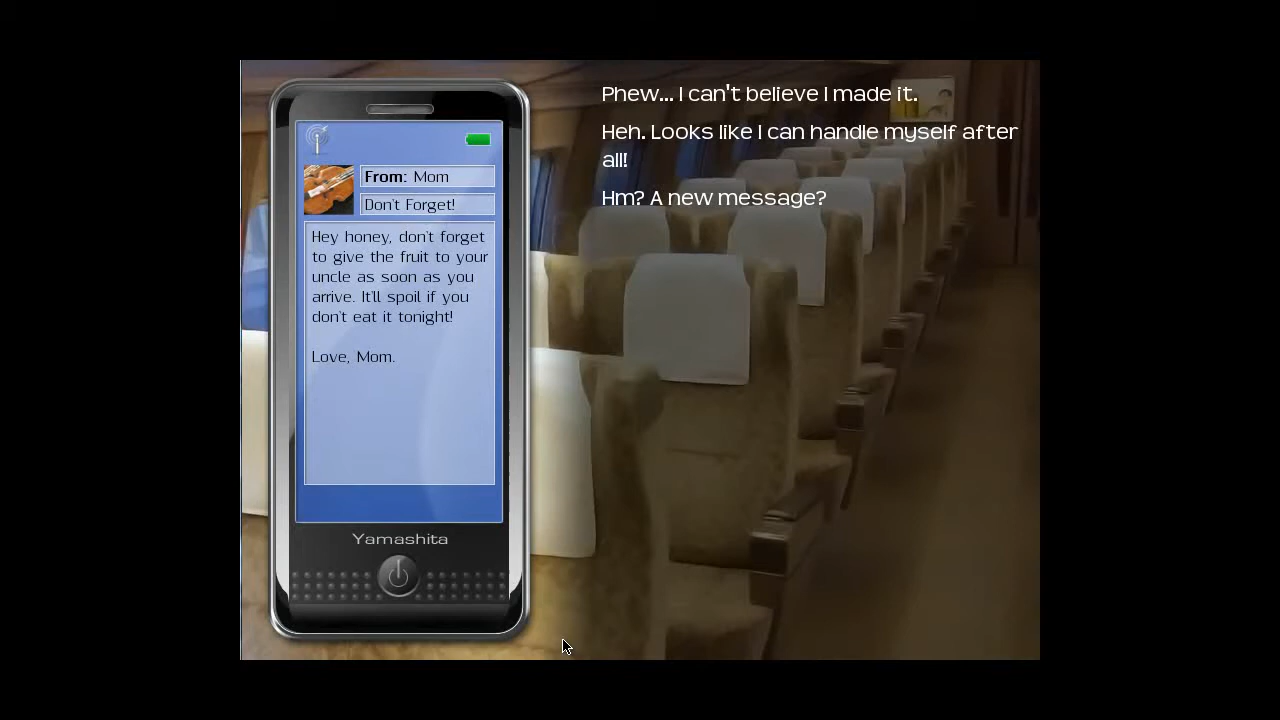 From: Mom
Don't Forget!
Hey honey, don't forget
to give the fruit to your
uncle as soon as you
arrive. It'll spoil if you
don't eat it tonight!
Love, Mom.
Yamashita
Phew... I can't believe I made it.
Heh. Looks like I can handle myself after
all!
Hm? A new message?